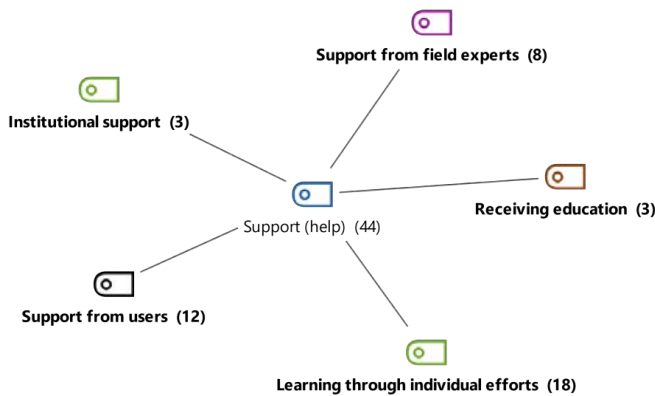 Support from field experts (8)
Institutional support (3)
Receiving education (3)
Support (help) (44)
Support from users (12)
Learning through individual efforts (18)